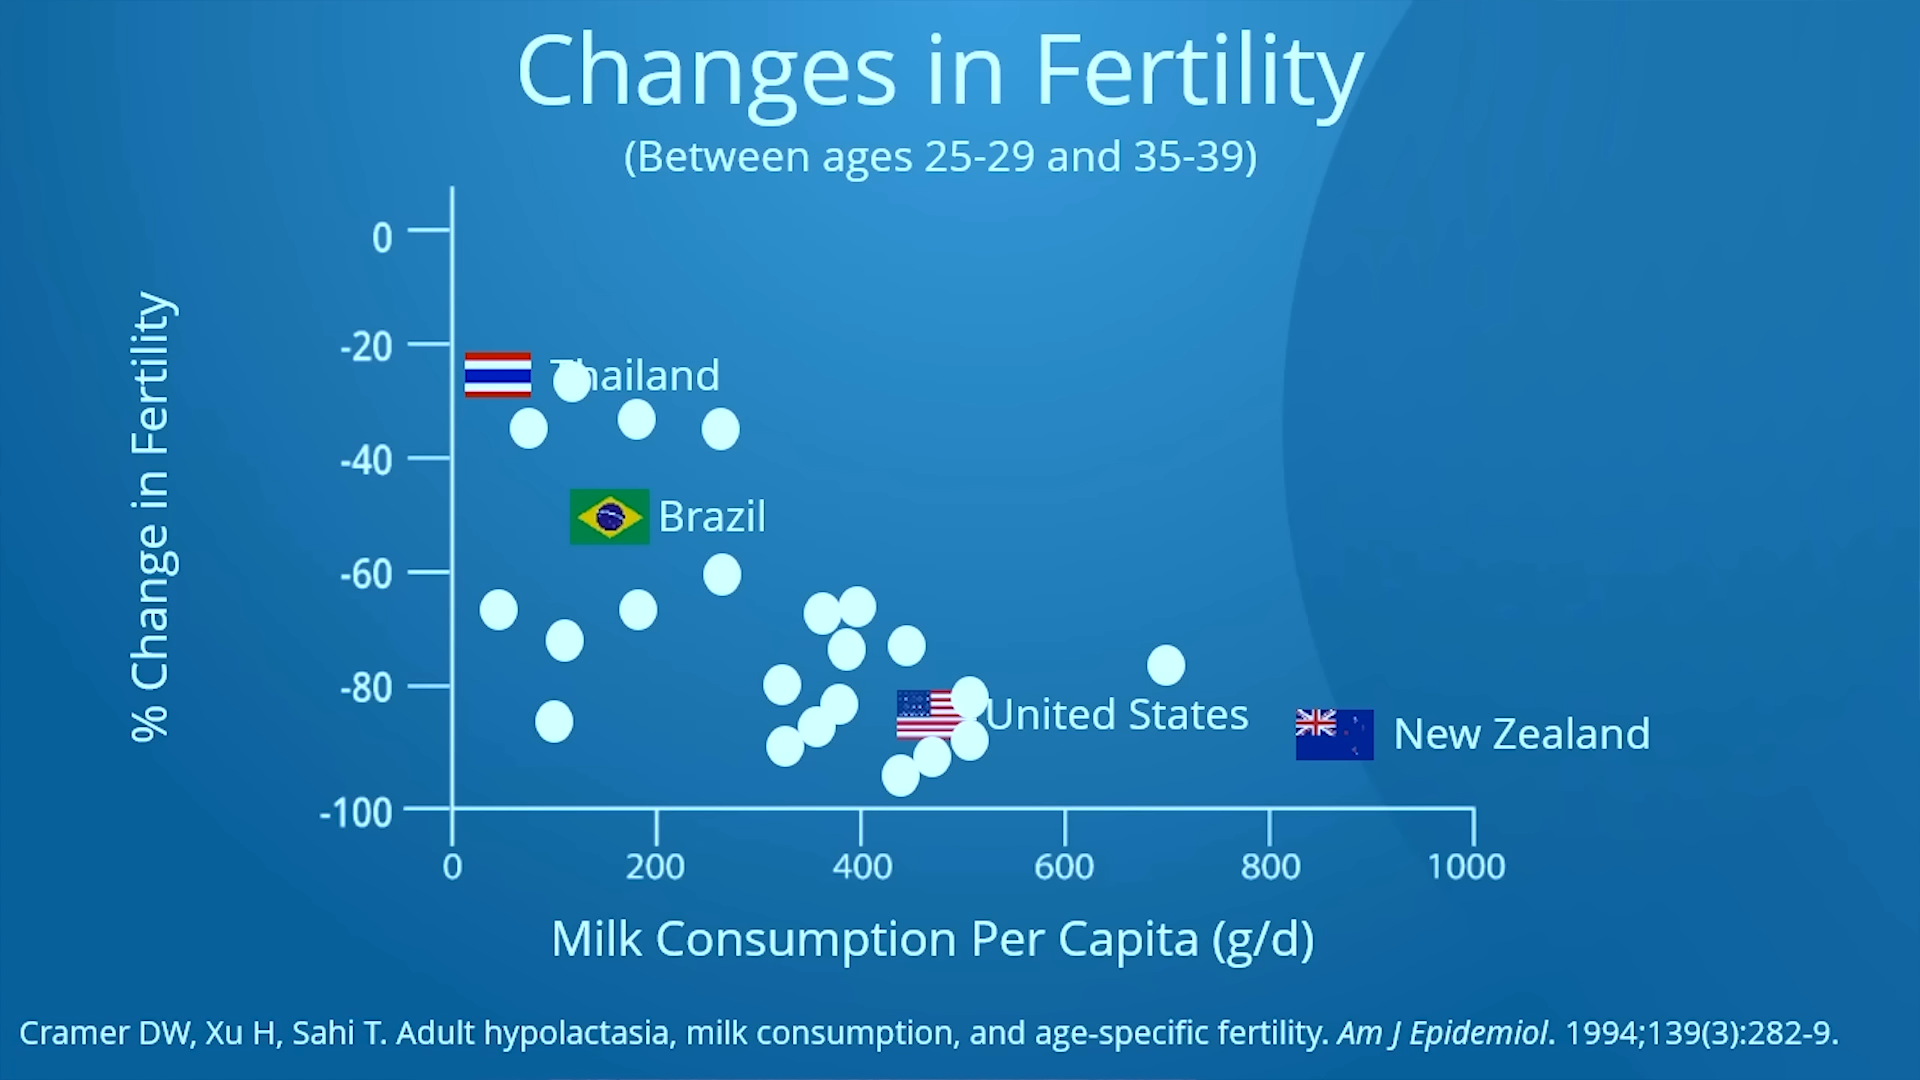 Changes in Fertility
(Between ages 25-29 and 35-39)
% Change in Fertility
0
-20
-40
-60
-80
-100
Thailand
Brazil
United States
New Zealand
0 200 400 600 800 1000
Milk Consumption Per Capita (g/d)
Cramer DW, Xu H, Sahi T. Adult hypolactasia, milk consumption, and age-specific fertility. Am J Epidemiol. 1994;139(3):282-9.